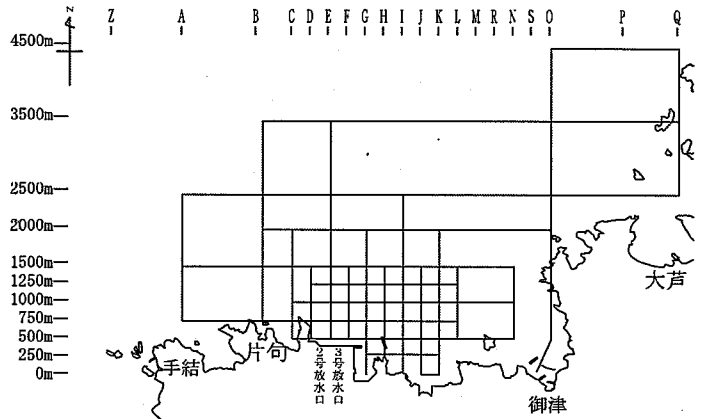 N
Z A B C D E F G H I J K L M R N S O P Q
4500m
3500m
2500m
2000m
1500m
1250m
1000m
750m
500m
250m
0m
大芦
手結
片句
2号放水口
3号放水口
御津